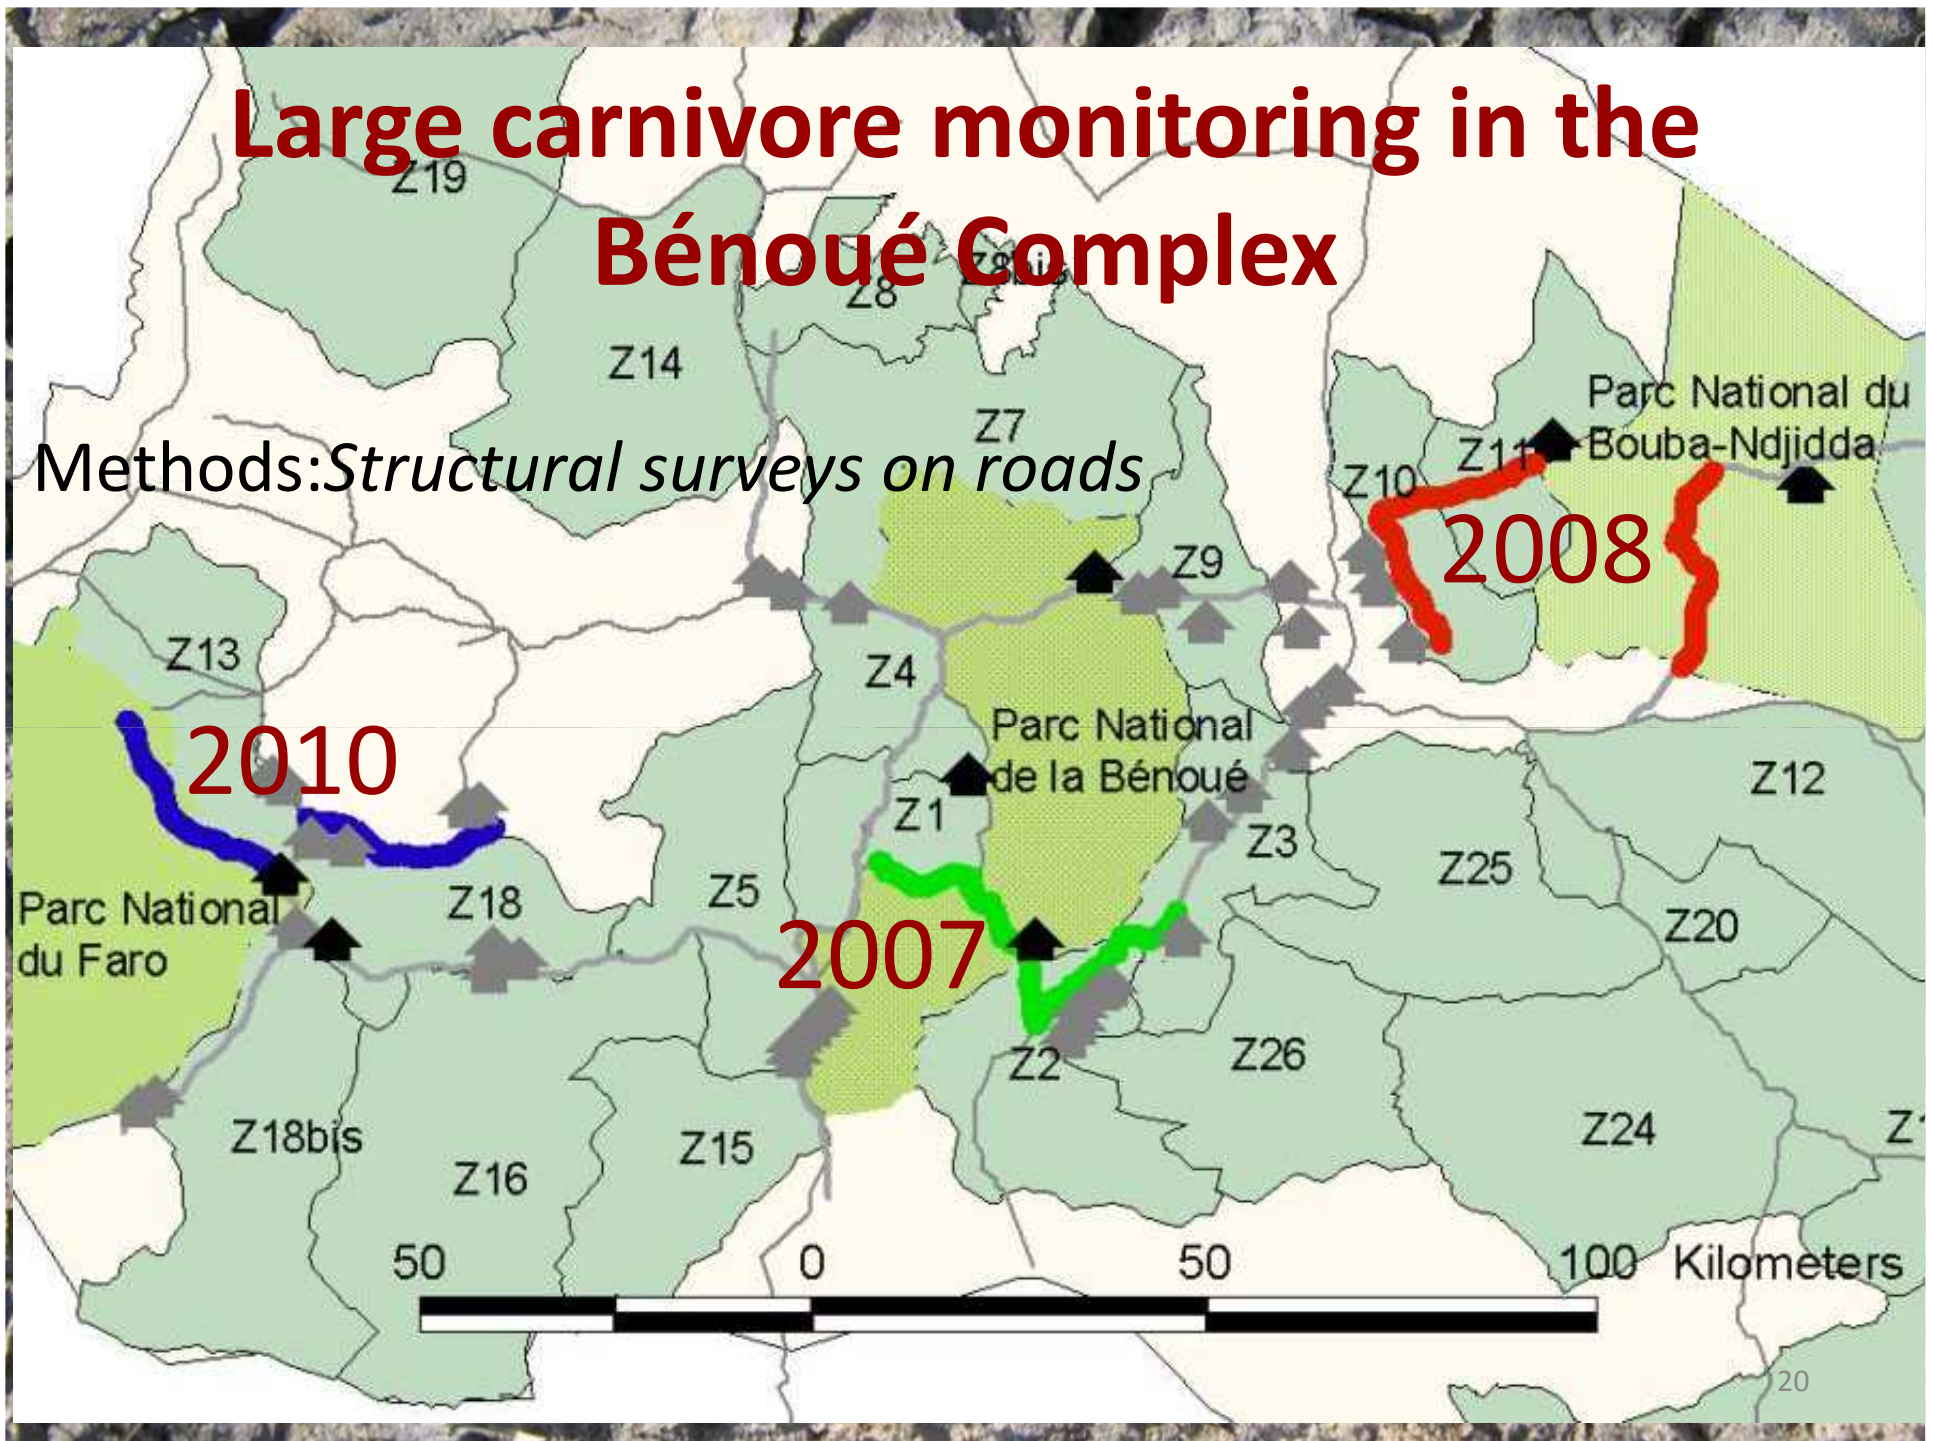 Large carnivore monitoring in the
Bénoué Complex
Z19
Z8bis
Z8
Z14
Z7
Parc National du
Bouba-Ndjidda
Methods:Structural surveys on roads
Z11
Z10
2008
Z9
Z13
Z4
2010
Parc National
de la Bénoué
Z1
Z12
Z3
Z25
Z5
Z18
Parc National
du Faro
2007
Z20
Z2
Z26
Z18bis
Z16
Z15
Z24
50 0 50 100 Kilometers
20